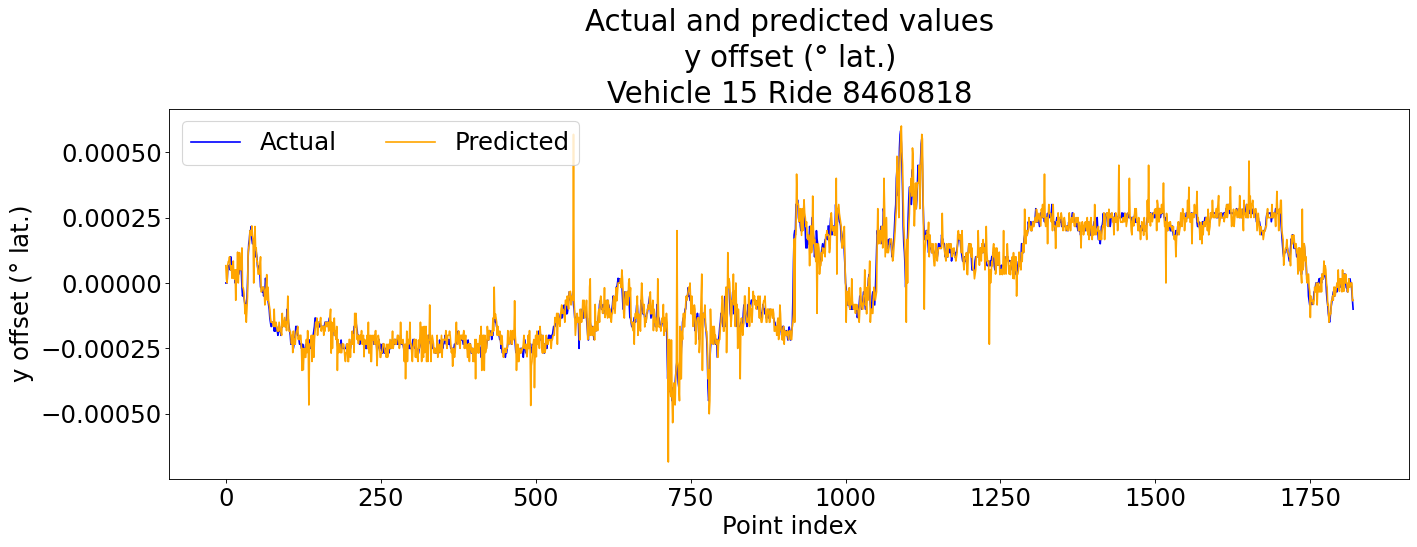 Actual and predicted values
y offset (° lat.)
Vehicle 15 Ride 8460818
Actual
Predicted
0.00050
0.00025
0.00000
−0.00025
−0.00050
y offset (° lat.)
0
250
500
750
1000
1250
1500
1750
Point index